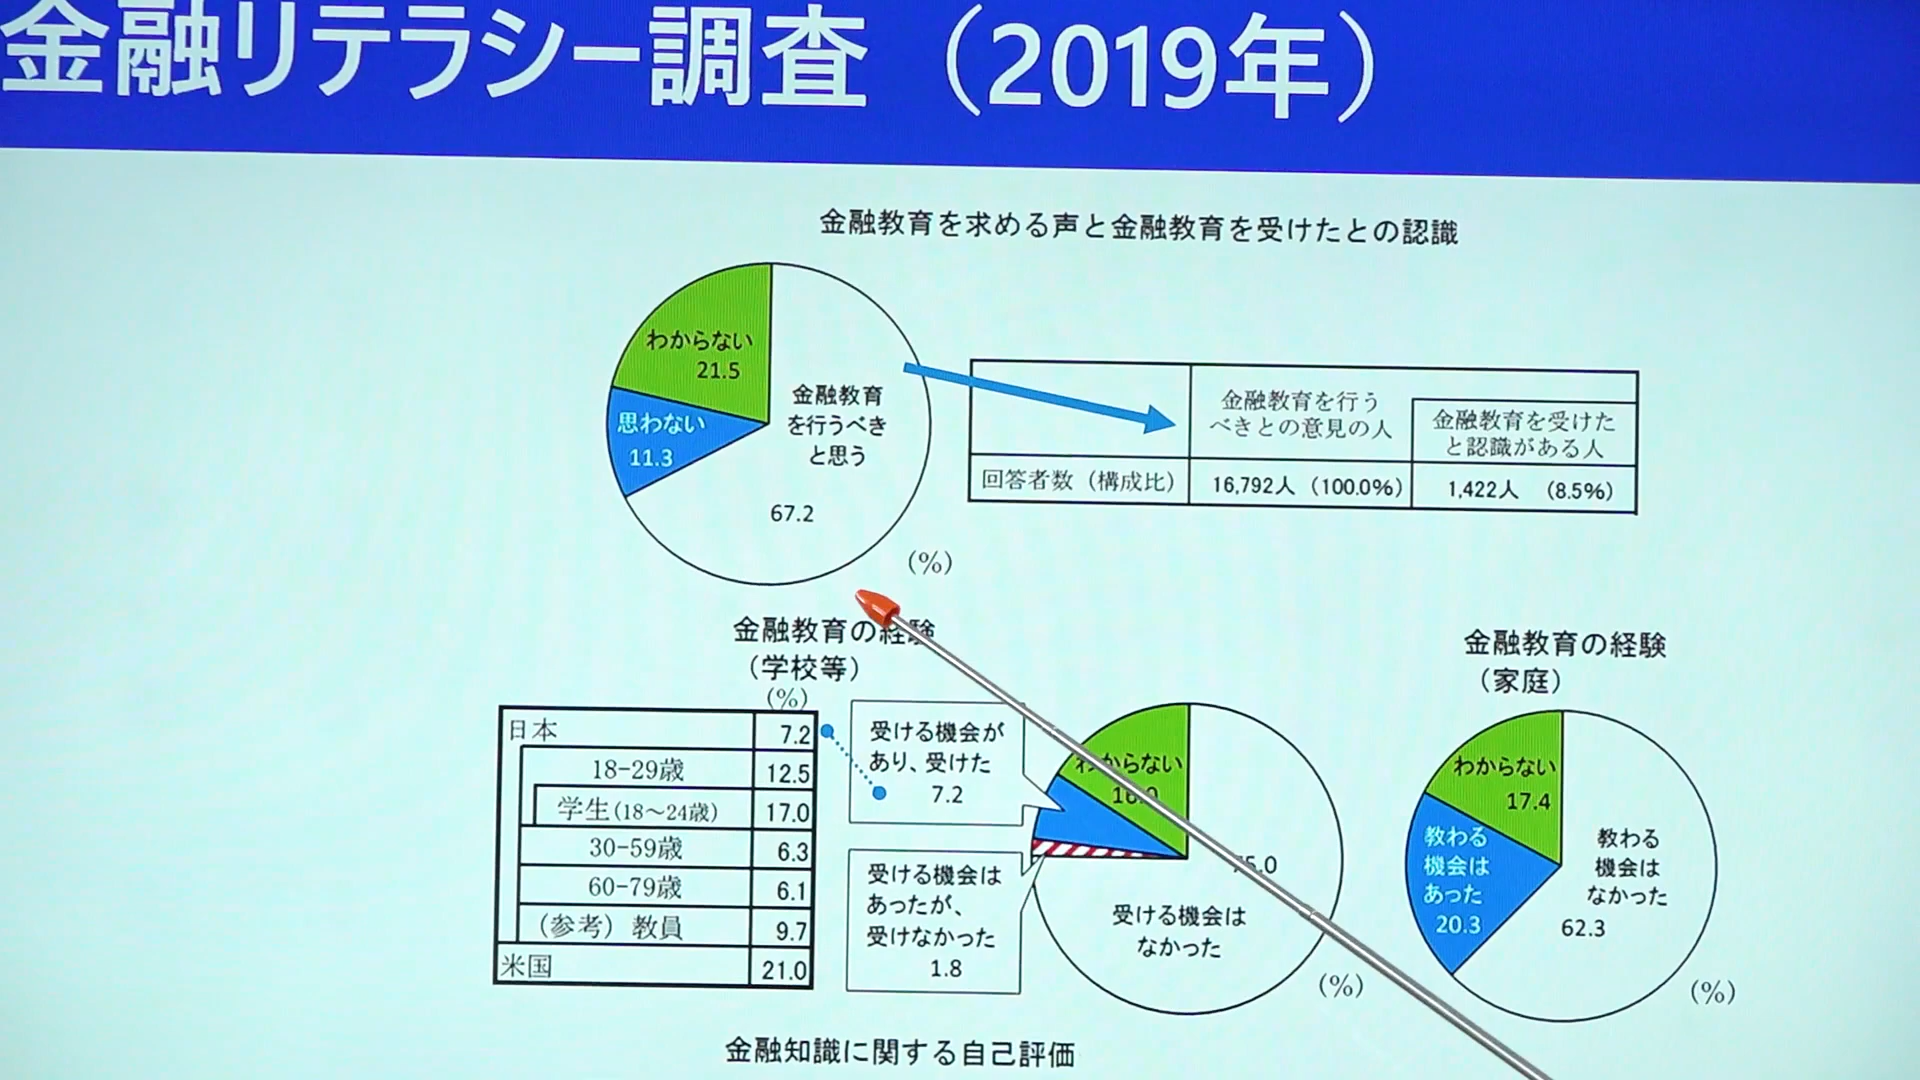 金融リテラシー調査（2019年）
金融教育を求める声と金融教育を受けたとの認識
わからない
21.5
思わない
11.3
金融教育
を行うべき
と思う
67.2
(%)
金融教育を行う
べきとの意見の人
金融教育を受けた
と認識がある人
回答者数（構成比）
16,792人（100.0%）
1,422人 （8.5%）
金融教育の経験
（学校等）
(%)
日本 7.2
18-29歳 12.5
学生(18～24歳) 17.0
30-59歳 6.3
60-79歳 6.1
（参考）教員 9.7
米国 21.0
受ける機会が
あり、受けた
7.2
受ける機会は
あったが、
受けなかった
1.8
わからない
16.0
受ける機会は
なかった
(%)
金融教育の経験
（家庭）
わからない
17.4
教わる
機会は
あった
20.3
教わる
機会は
なかった
62.3
(%)
金融知識に関する自己評価